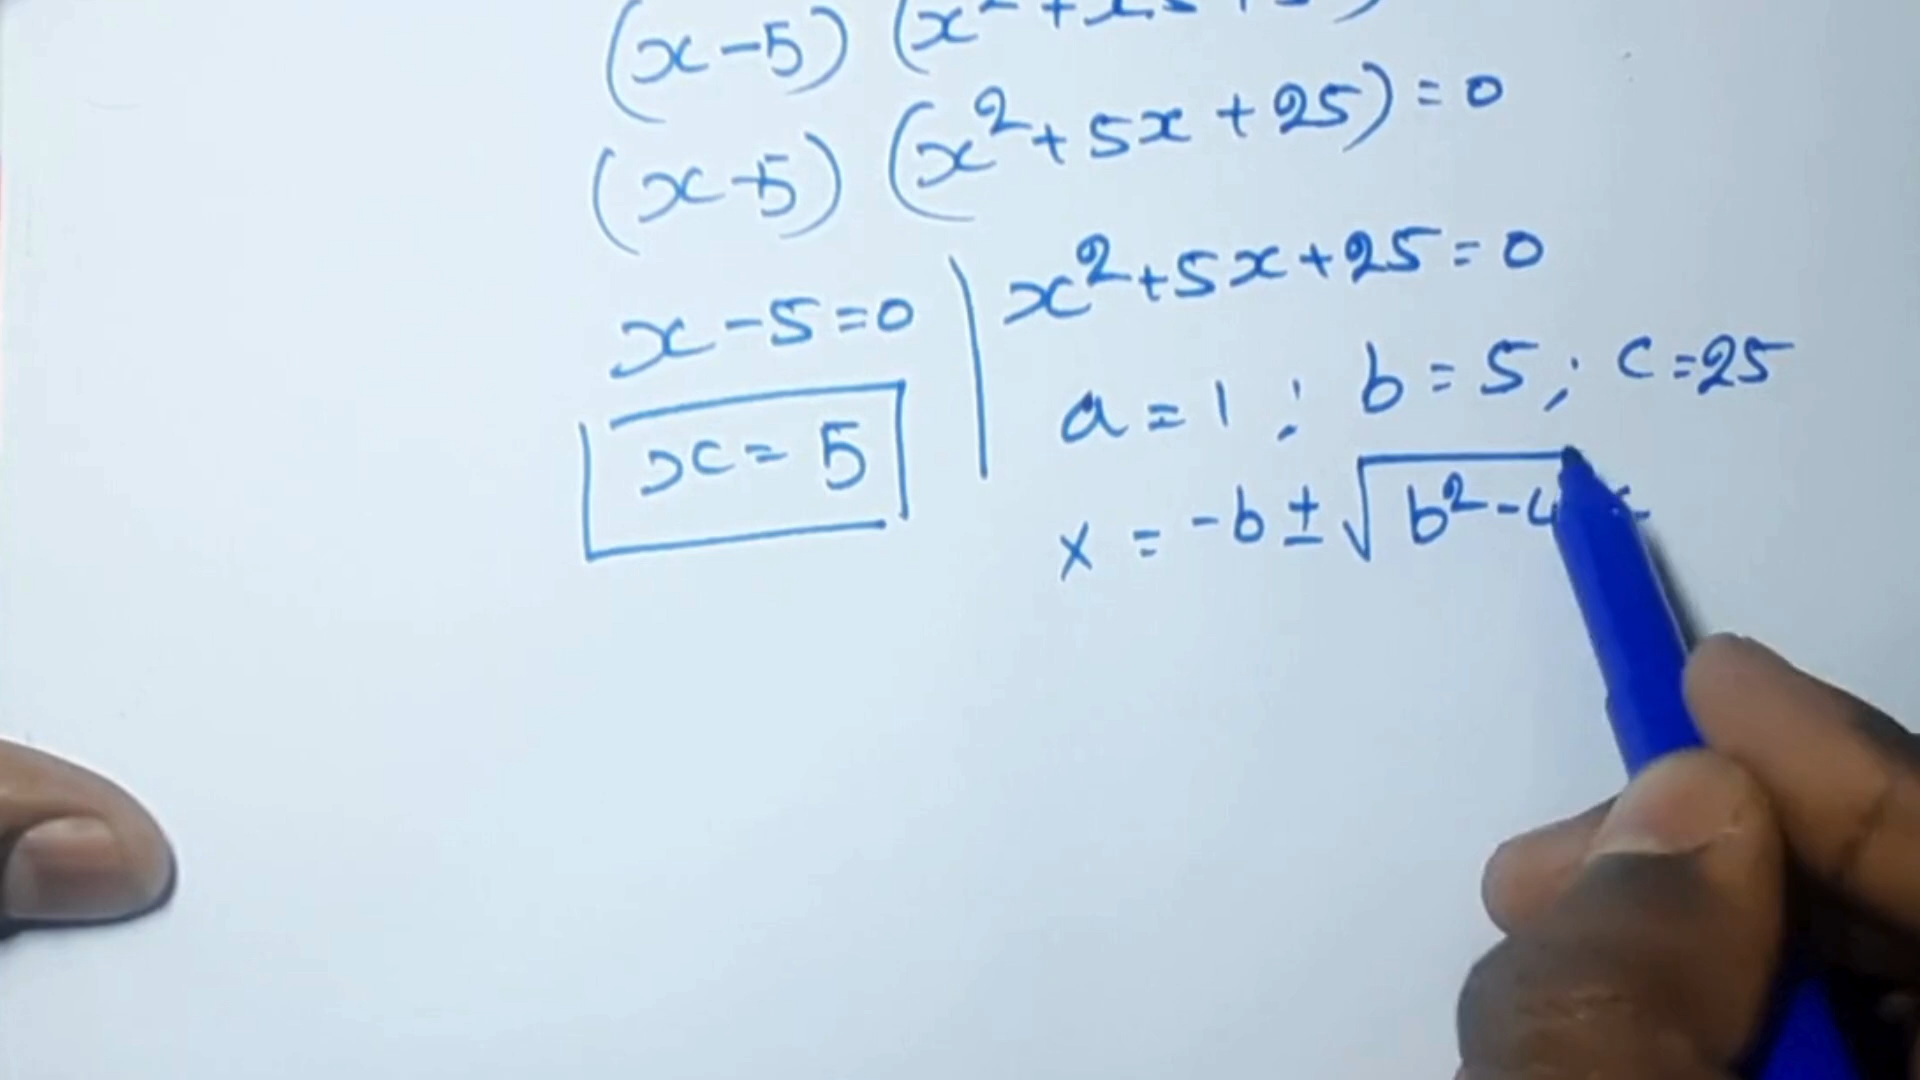 (x-5) (x²+
(x-5) (x²+5x+25)=0
x-5=0
x=5
x²+5x+25=0
a=1; b=5; c=25
x = -b ± √b²-4